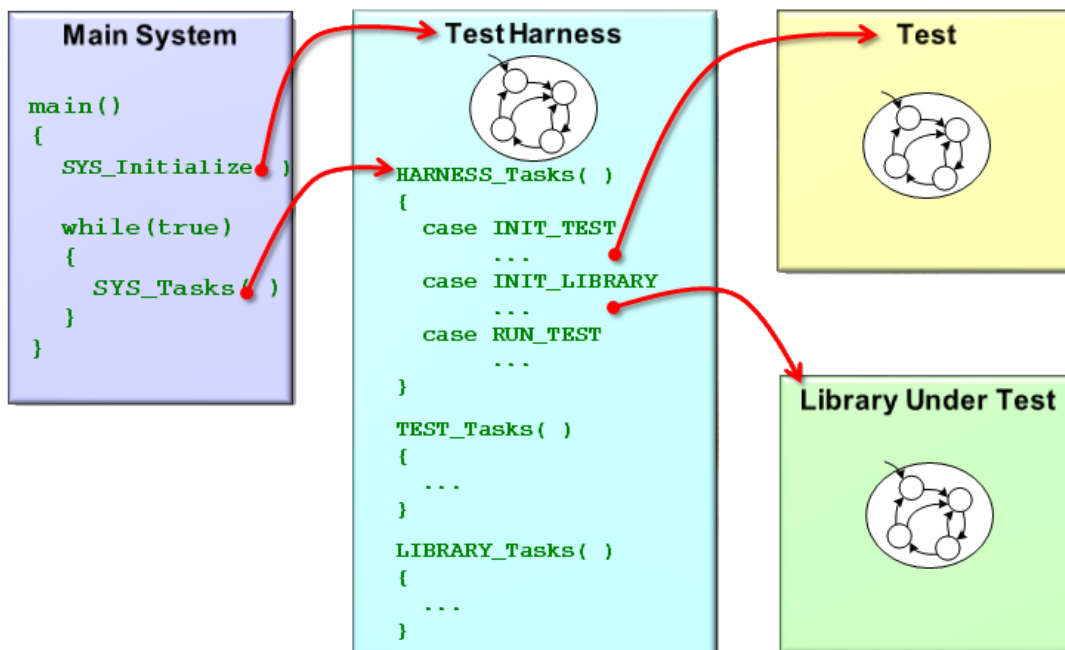 Main System
main()
{
SYS_Initialize( )
while(true)
{
SYS_Tasks( )
}
}
Test Harness
HARNESS_Tasks( )
{
case INIT_TEST
...
case INIT_LIBRARY
...
case RUN_TEST
...
}
TEST_Tasks( )
{
...
}
LIBRARY_Tasks( )
{
...
}
Test
Library Under Test